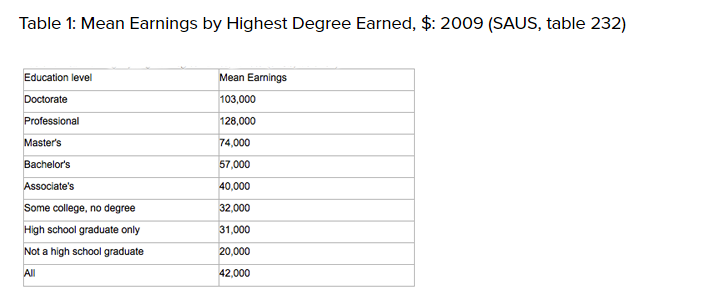 Table 1: Mean Earnings by Highest Degree Earned, $: 2009 (SAUS, table 232)
Education level Mean Earnings
Doctorate 103,000
Professional 128,000
Master's 74,000
Bachelor's 57,000
Associate's 40,000
Some college, no degree 32,000
High school graduate only 31,000
Not a high school graduate 20,000
All 42,000